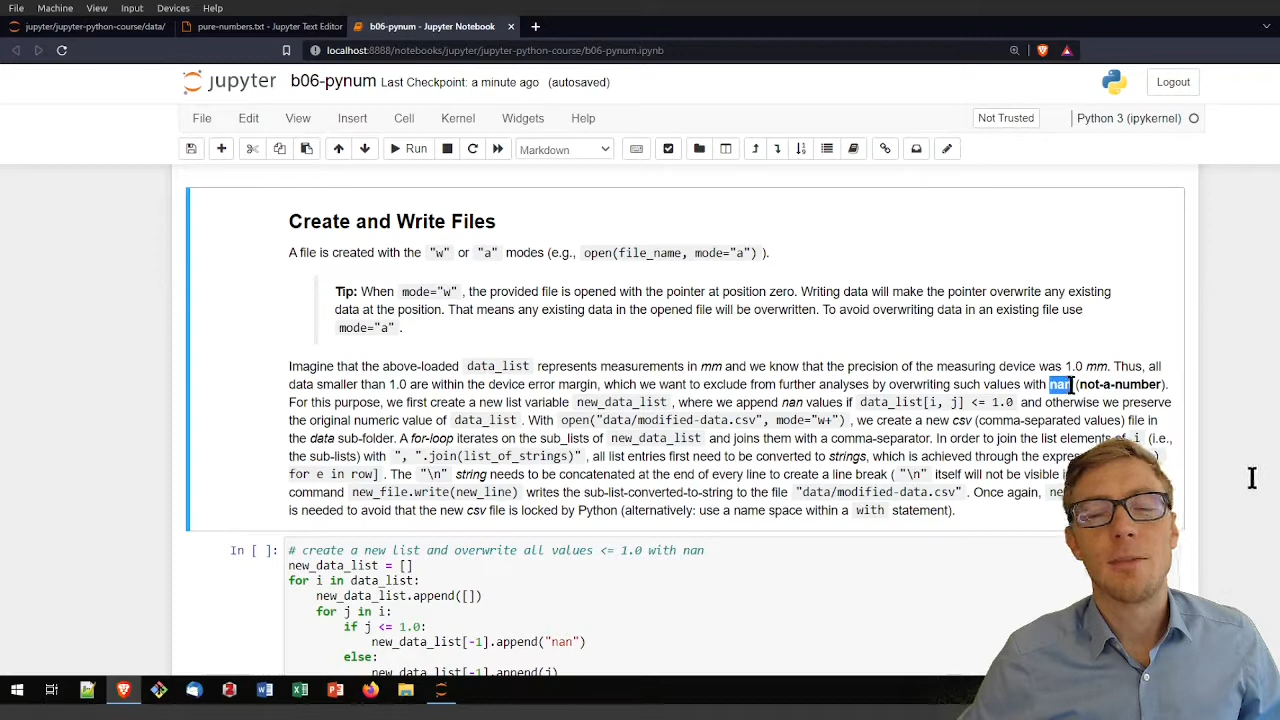 File Machine View Input Devices Help
jupyter/jupyter-python-course/data/ pure-numbers.txt - Jupyter Text Editor b06-pynum - Jupyter Notebook
localhost:8888/notebooks/jupyter/jupyter-python-course/b06-pynum.ipynb
jupyter b06-pynum Last Checkpoint: a minute ago (autosaved) Logout
File Edit View Insert Cell Kernel Widgets Help Not Trusted Python 3 (ipykernel)
Run Markdown
Create and Write Files
A file is created with the "w" or "a" modes (e.g., open(file_name, mode="a") ).
Tip: When mode="w" , the provided file is opened with the pointer at position zero. Writing data will make the pointer overwrite any existing
data at the position. That means any existing data in the opened file will be overwritten. To avoid overwriting data in an existing file use
mode="a" .
Imagine that the above-loaded data_list represents measurements in mm and we know that the precision of the measuring device was 1.0 mm. Thus, all
data smaller than 1.0 are within the device error margin, which we want to exclude from further analyses by overwriting such values with nan (not-a-number).
For this purpose, we first create a new list variable new_data_list , where we append nan values if data_list[i, j] <= 1.0 and otherwise we preserve
the original numeric value of data_list . With open("data/modified-data.csv", mode="w+") , we create a new csv (comma-separated values) file in
the data sub-folder. A for-loop iterates on the sub_lists of new_data_list and joins them with a comma-separator. In order to join the list elements of i (i.e.,
the sub-lists) with ", ".join(list_of_strings)" , all list entries first need to be converted to strings, which is achieved through the
for e in row] . The "\n" string needs to be concatenated at the end of every line to create a line break ( "\n" itself will not be visible
command new_file.write(new_line) writes the sub-list-converted-to-string to the file "data/modified-data.csv" . Once again,
is needed to avoid that the new csv file is locked by Python (alternatively: use a name space within a with statement).
In [ ]: # create a new list and overwrite all values <= 1.0 with nan
new_data_list = []
for i in data_list:
new_data_list.append([])
for j in i:
if j <= 1.0:
new_data_list[-1].append("nan")
else:
new_data_list[-1].append(j)